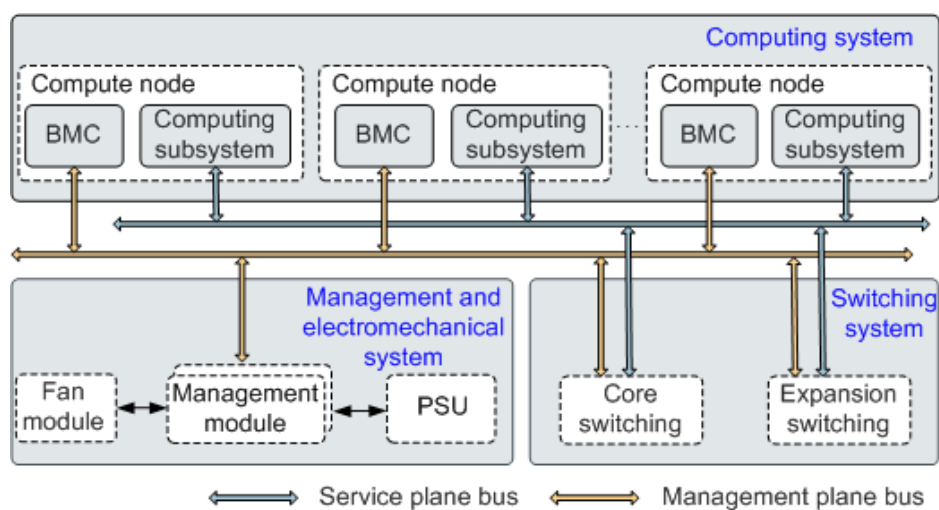 Computing system
Compute node
Compute node
Compute node
BMC
Computing
subsystem
BMC
Computing
subsystem
BMC
Computing
subsystem
Management and
electromechanical
system
Switching
system
Fan
module
Management
module
PSU
Core
switching
Expansion
switching
Service plane bus
Management plane bus